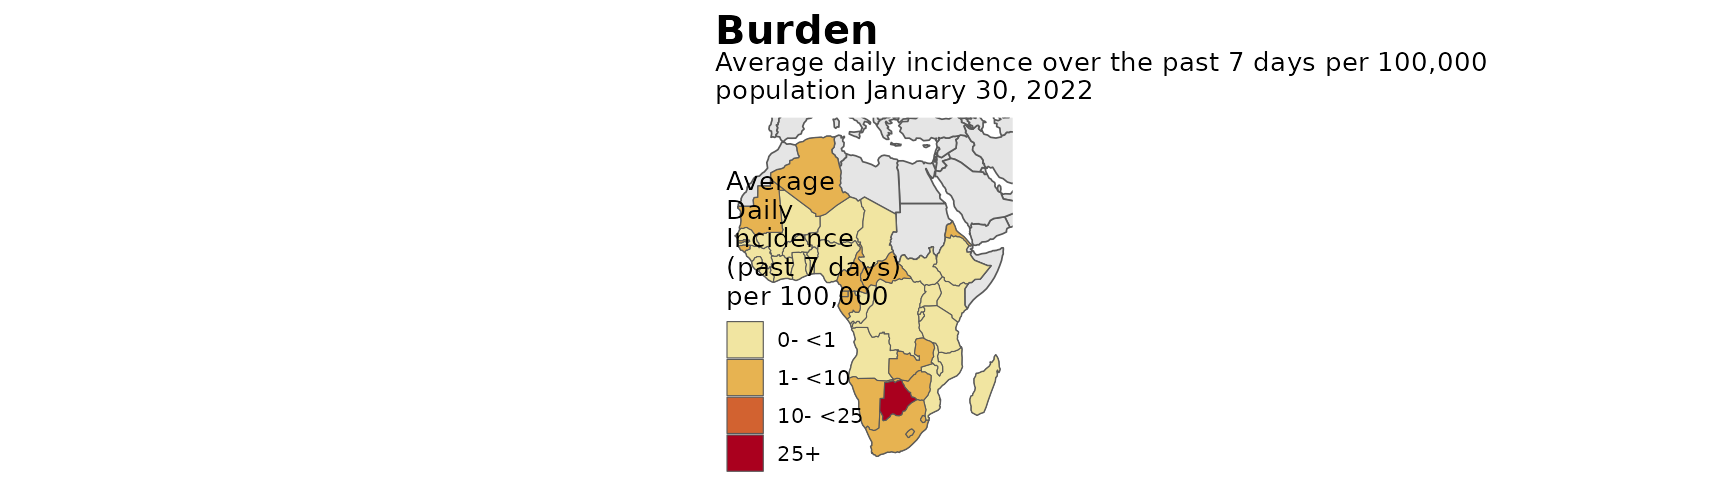 Burden
Average daily incidence over the past 7 days per 100,000
population January 30, 2022
Average
Daily
Incidence
(past 7 days)
per 100,000
0- <1
1- <10
10- <25
25+